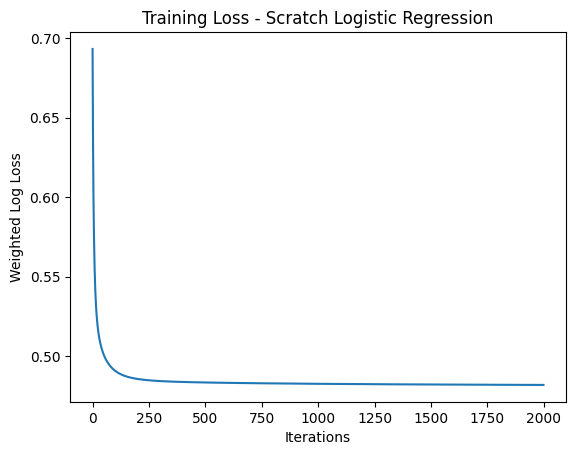 Training Loss - Scratch Logistic Regression
0.70
0.65
0.60
0.55
0.50
Weighted Log Loss
0 250 500 750 1000 1250 1500 1750 2000
Iterations